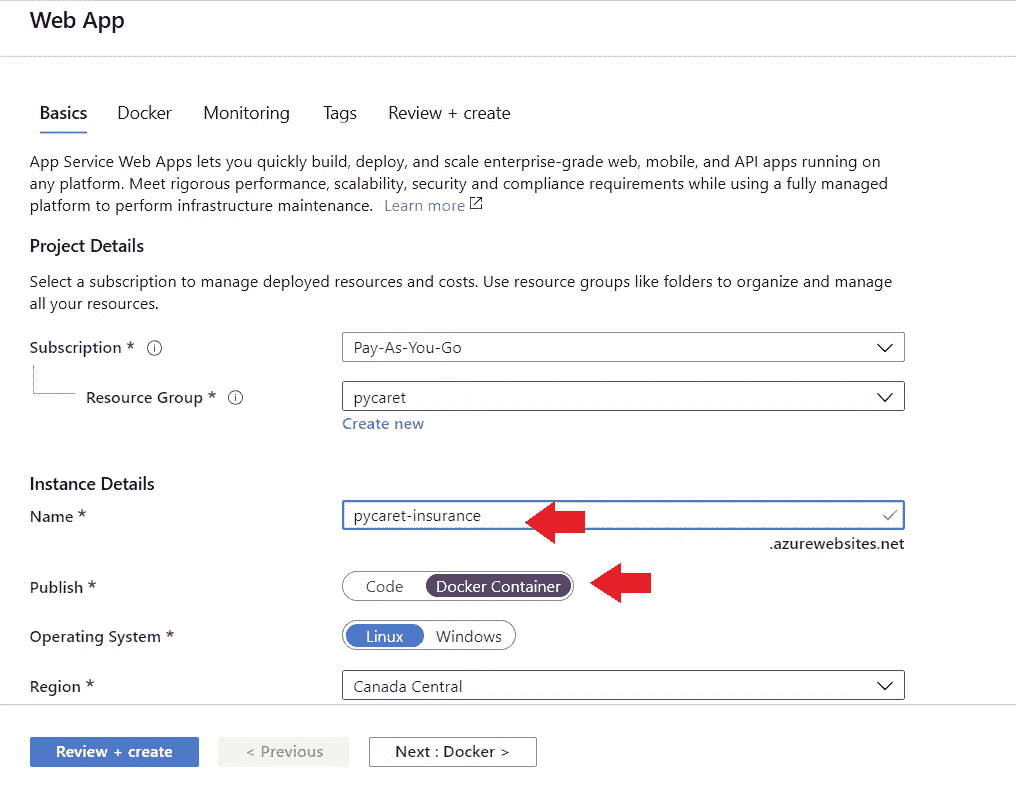 Web App
Basics Docker Monitoring Tags Review + create
App Service Web Apps lets you quickly build, deploy, and scale enterprise-grade web, mobile, and API apps running on
any platform. Meet rigorous performance, scalability, security and compliance requirements while using a fully managed
platform to perform infrastructure maintenance. Learn more
Project Details
Select a subscription to manage deployed resources and costs. Use resource groups like folders to organize and manage
all your resources.
Subscription * Pay-As-You-Go
Resource Group * pycaret
Create new
Instance Details
Name * pycaret-insurance
.azurewebsites.net
Publish * Code Docker Container
Operating System * Linux Windows
Region * Canada Central
Review + create < Previous Next : Docker >